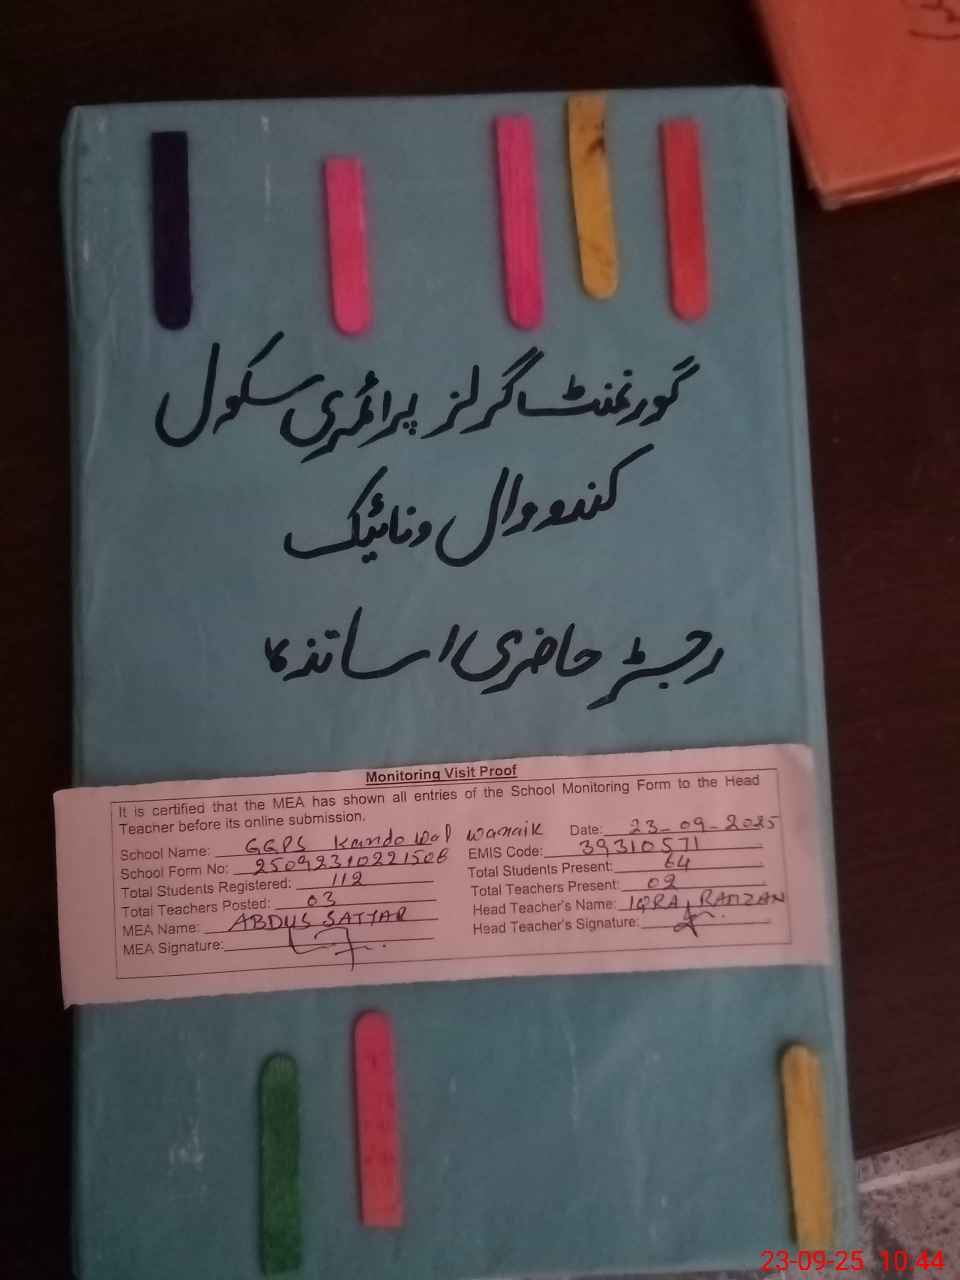 گورنمنٹ گرلز پرائمری سکول
کندووال ونائیک
رجسٹر حاضری اساتذہ
Monitoring Visit Proof
It is certified that the MEA has shown all entries of the School Monitoring Form to the Head
Teacher before its online submission.
School Name: GGPS Kandowal wanaik Date: 23-09-2025
School Form No: 25092310221506 EMIS Code: 39310571
Total Students Registered: 112 Total Students Present: 64
Total Teachers Posted: 03 Total Teachers Present: 02
MEA Name: ABDUS SATTAR Head Teacher's Name: IQRA RAMZAN
MEA Signature: Head Teacher's Signature:
23-09-25 10:44